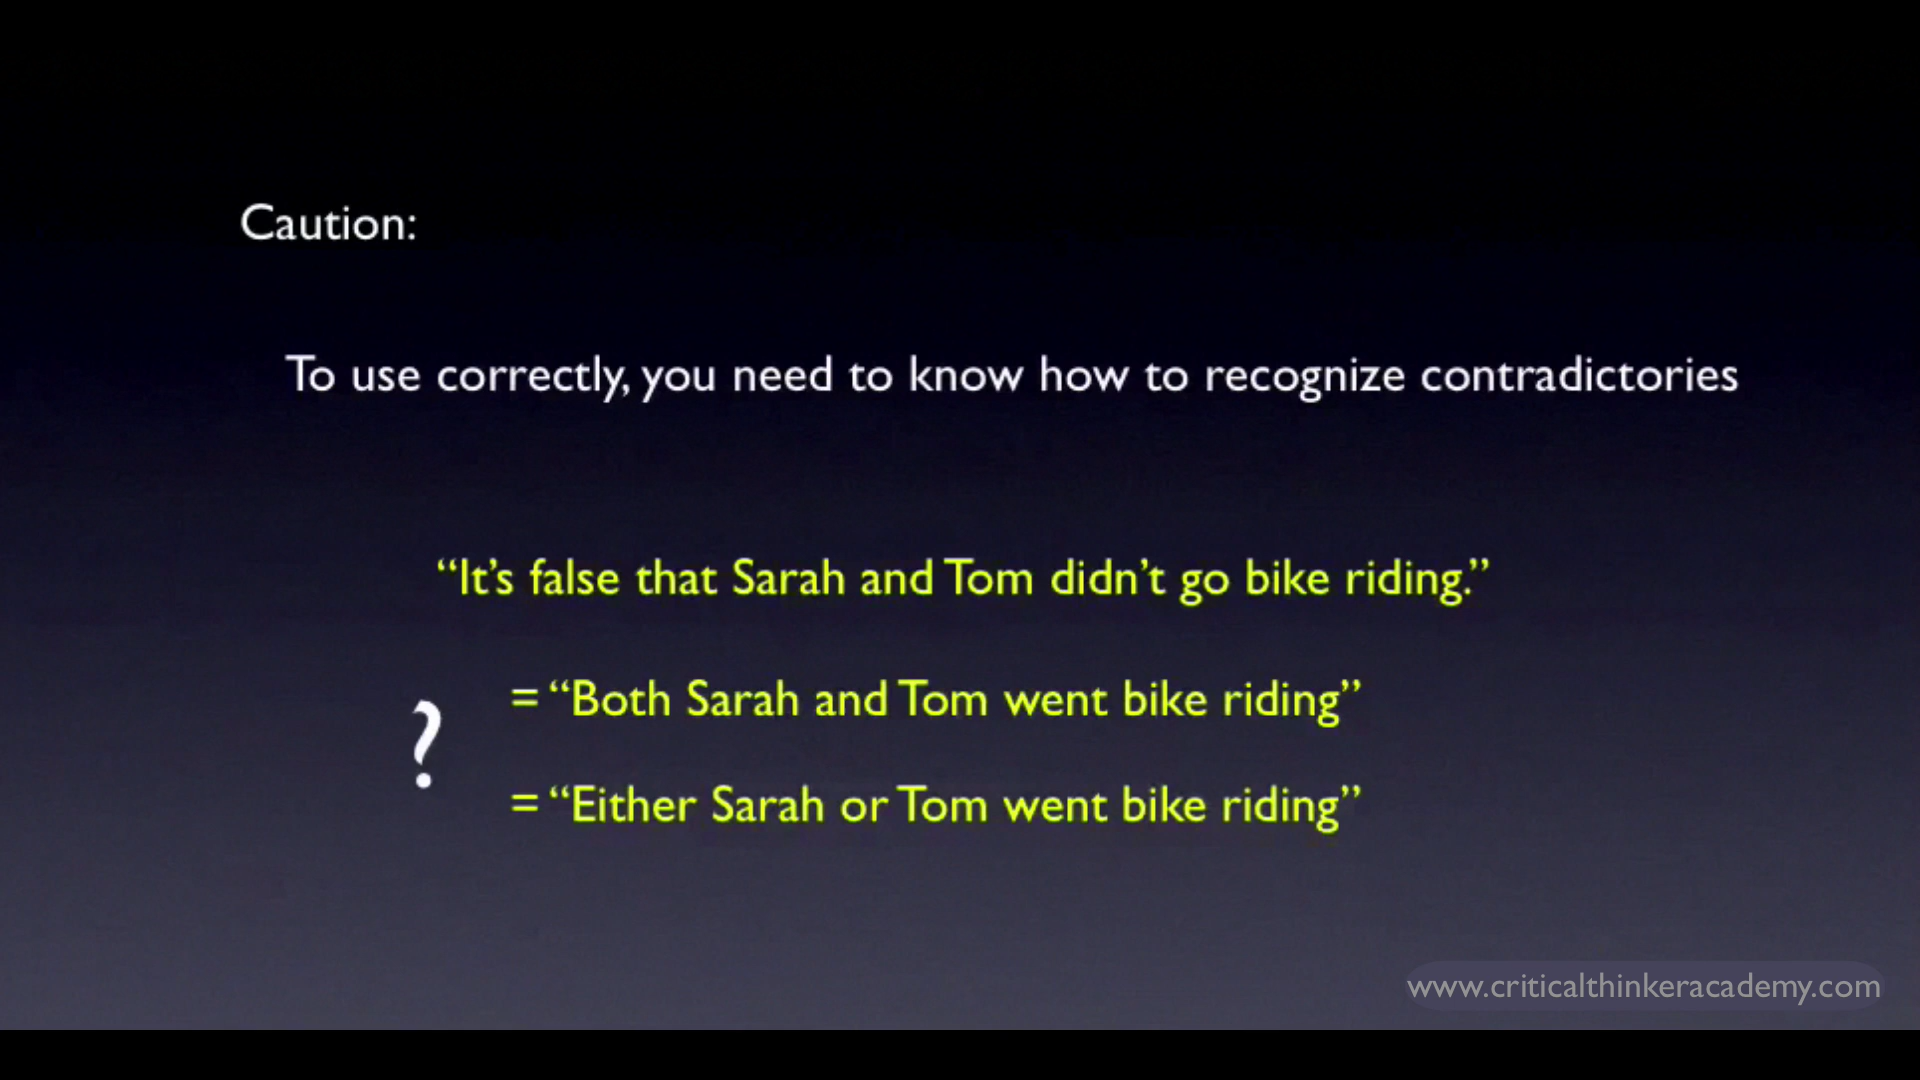 Caution:
To use correctly, you need to know how to recognize contradictories
“It’s false that Sarah and Tom didn’t go bike riding.”
= “Both Sarah and Tom went bike riding”
?
= “Either Sarah or Tom went bike riding”
www.criticalthinkeracademy.com